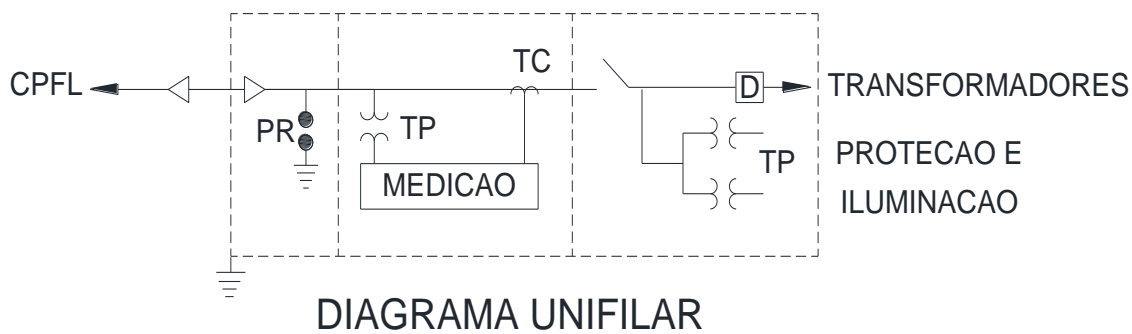 TC
CPFL
D
TRANSFORMADORES
PR
TP
TP
PROTECAO E
MEDICAO
ILUMINACAO
DIAGRAMA UNIFILAR